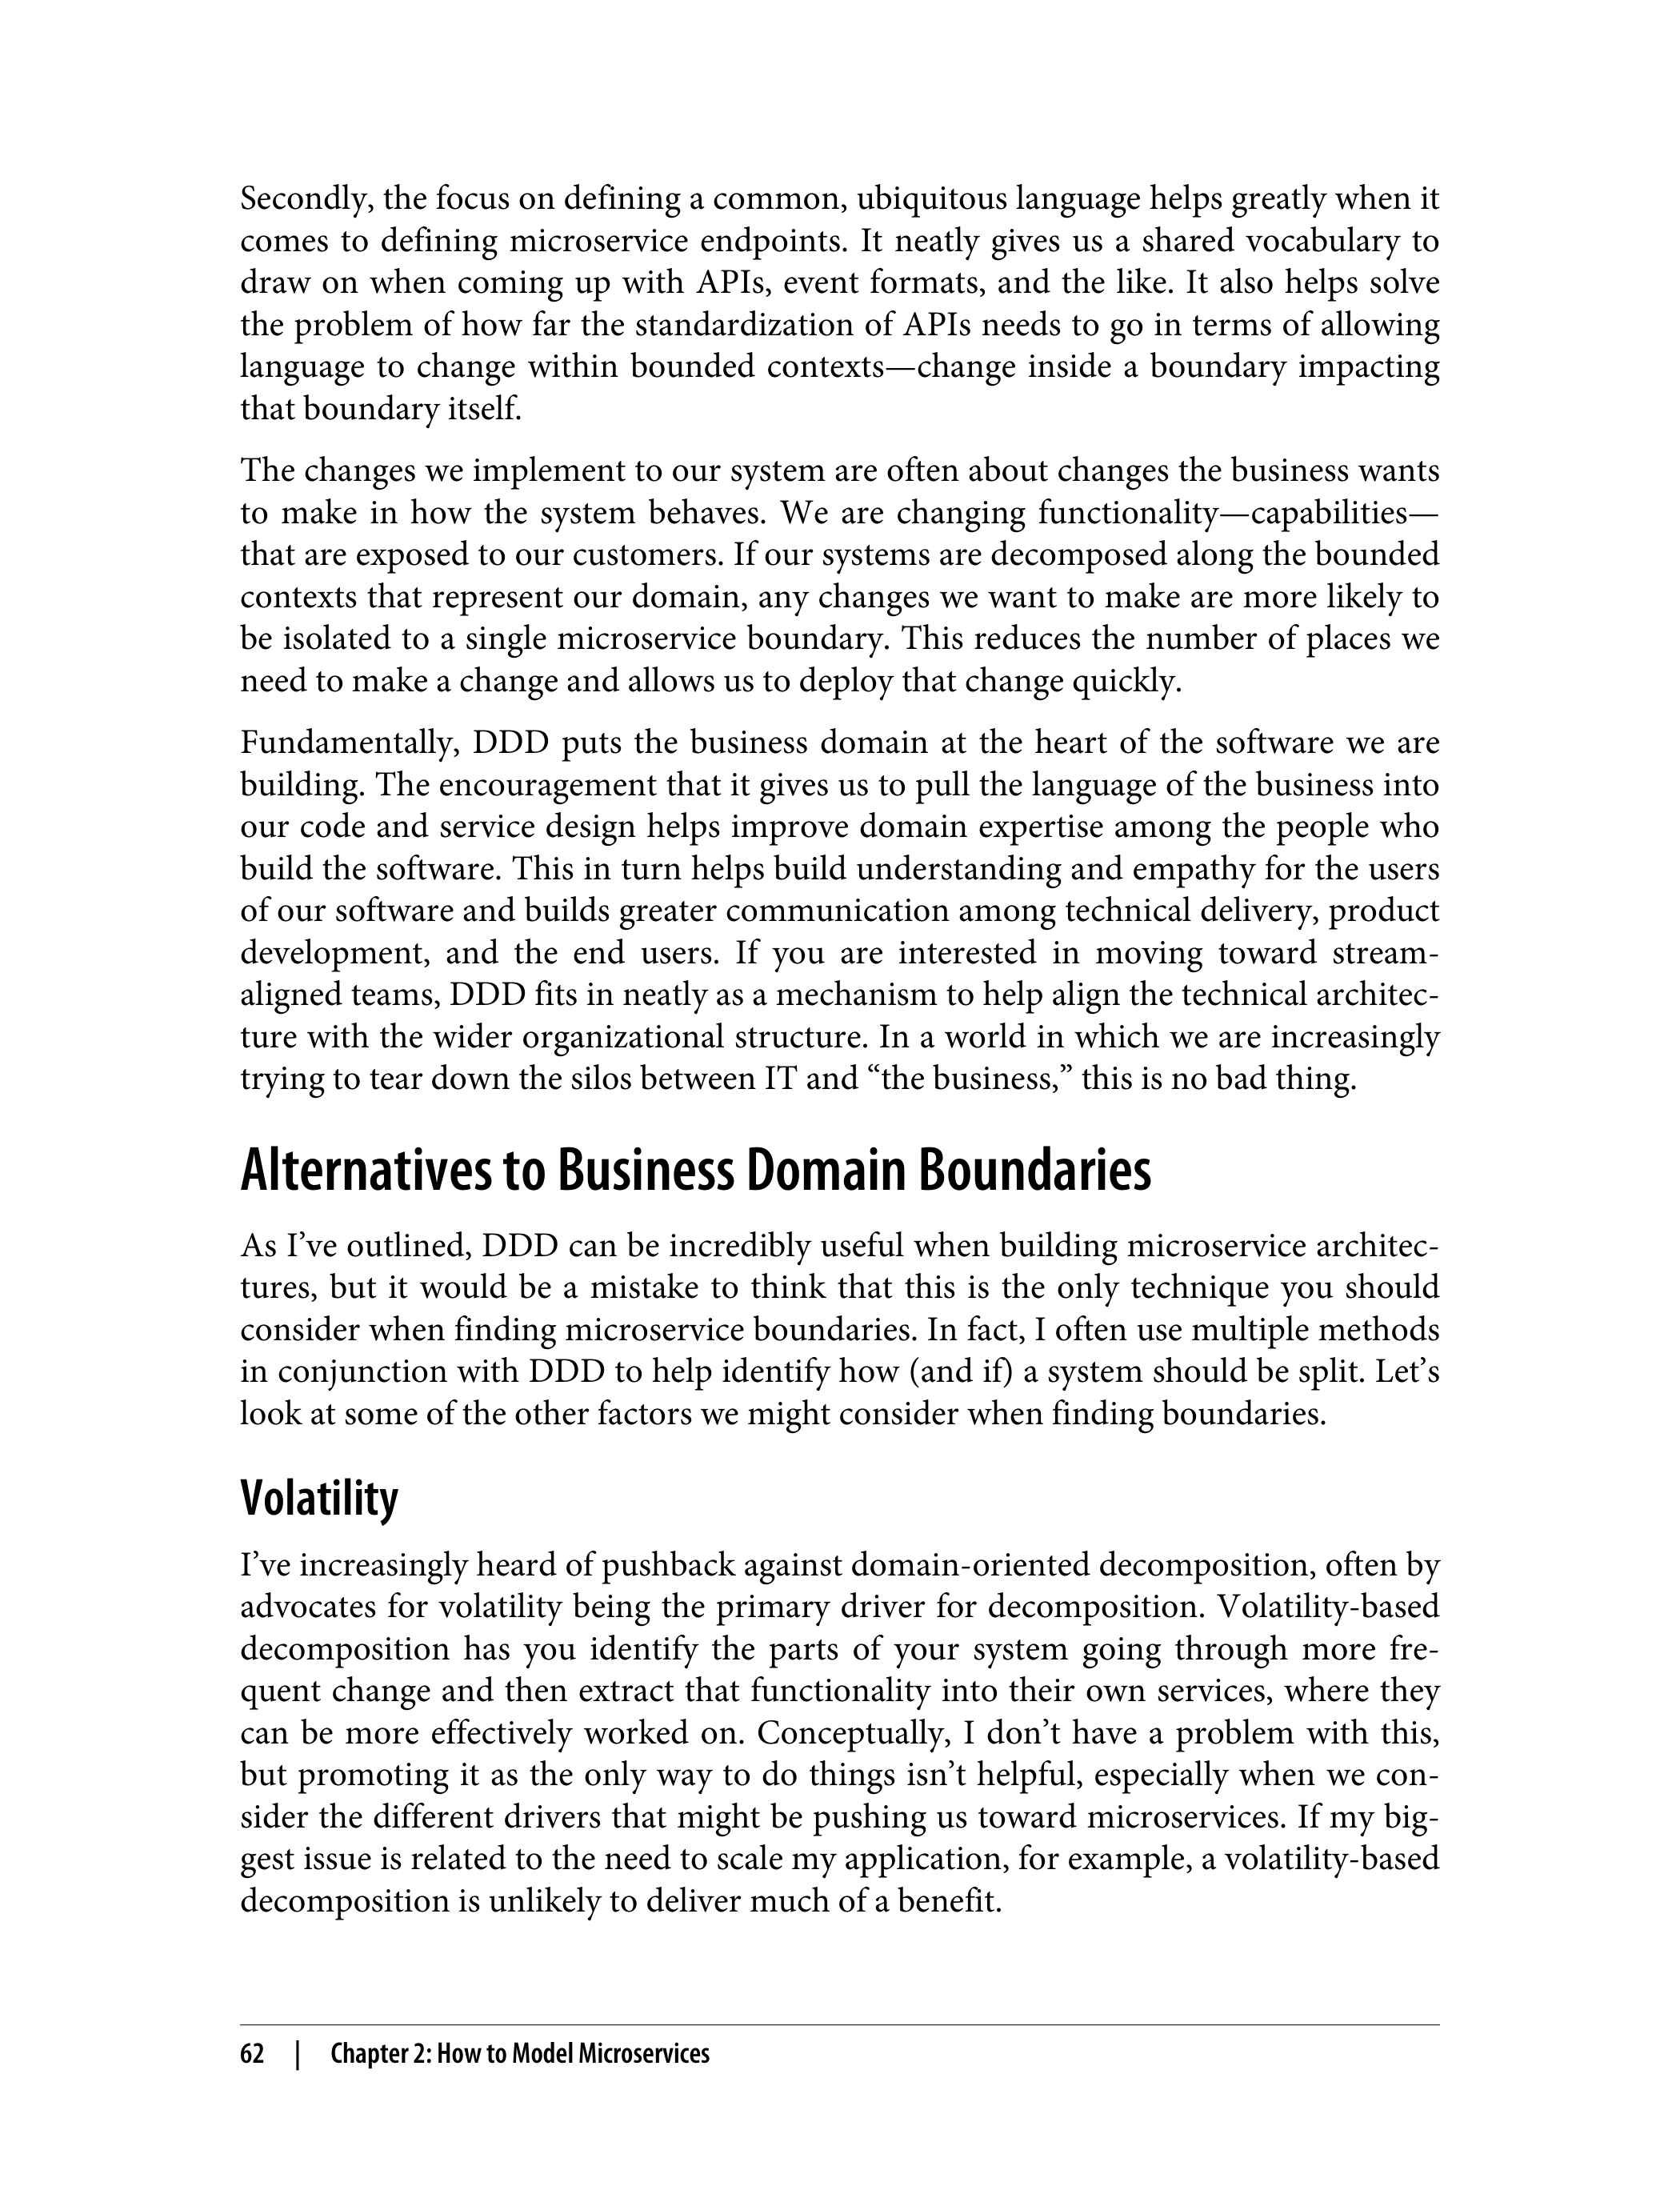 Secondly, the focus on defining a common, ubiquitous language helps greatly when it
comes to defining microservice endpoints. It neatly gives us a shared vocabulary to
draw on when coming up with APIs, event formats, and the like. It also helps solve
the problem of how far the standardization of APIs needs to go in terms of allowing
language to change within bounded contexts—change inside a boundary impacting
that boundary itself.
The changes we implement to our system are often about changes the business wants
to make in how the system behaves. We are changing functionality—capabilities—
that are exposed to our customers. If our systems are decomposed along the bounded
contexts that represent our domain, any changes we want to make are more likely to
be isolated to a single microservice boundary. This reduces the number of places we
need to make a change and allows us to deploy that change quickly.
Fundamentally, DDD puts the business domain at the heart of the software we are
building. The encouragement that it gives us to pull the language of the business into
our code and service design helps improve domain expertise among the people who
build the software. This in turn helps build understanding and empathy for the users
of our software and builds greater communication among technical delivery, product
development, and the end users. If you are interested in moving toward stream-
aligned teams, DDD fits in neatly as a mechanism to help align the technical architec-
ture with the wider organizational structure. In a world in which we are increasingly
trying to tear down the silos between IT and “the business,” this is no bad thing.
Alternatives to Business Domain Boundaries
As I’ve outlined, DDD can be incredibly useful when building microservice architec-
tures, but it would be a mistake to think that this is the only technique you should
consider when finding microservice boundaries. In fact, I often use multiple methods
in conjunction with DDD to help identify how (and if) a system should be split. Let’s
look at some of the other factors we might consider when finding boundaries.
Volatility
I’ve increasingly heard of pushback against domain-oriented decomposition, often by
advocates for volatility being the primary driver for decomposition. Volatility-based
decomposition has you identify the parts of your system going through more fre-
quent change and then extract that functionality into their own services, where they
can be more effectively worked on. Conceptually, I don’t have a problem with this,
but promoting it as the only way to do things isn’t helpful, especially when we con-
sider the different drivers that might be pushing us toward microservices. If my big-
gest issue is related to the need to scale my application, for example, a volatility-based
decomposition is unlikely to deliver much of a benefit.
62 | Chapter 2: How to Model Microservices